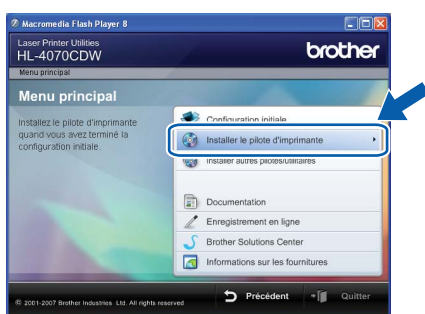 Macromedia Flash Player 8
Laser Printer Utilities
HL-4070CDW
brother
Menu principal
Menu principal
Installez le pilote d'imprimante
quand vous avez terminé la
configuration initiale.
Configuration initiale
Installer le pilote d'imprimante
Installer autres pilotes/utilitaires
Documentation
Enregistrement en ligne
Brother Solutions Center
Informations sur les fournitures
© 2001-2007 Brother Industries Ltd. All rights reserved
Précédent
Quitter